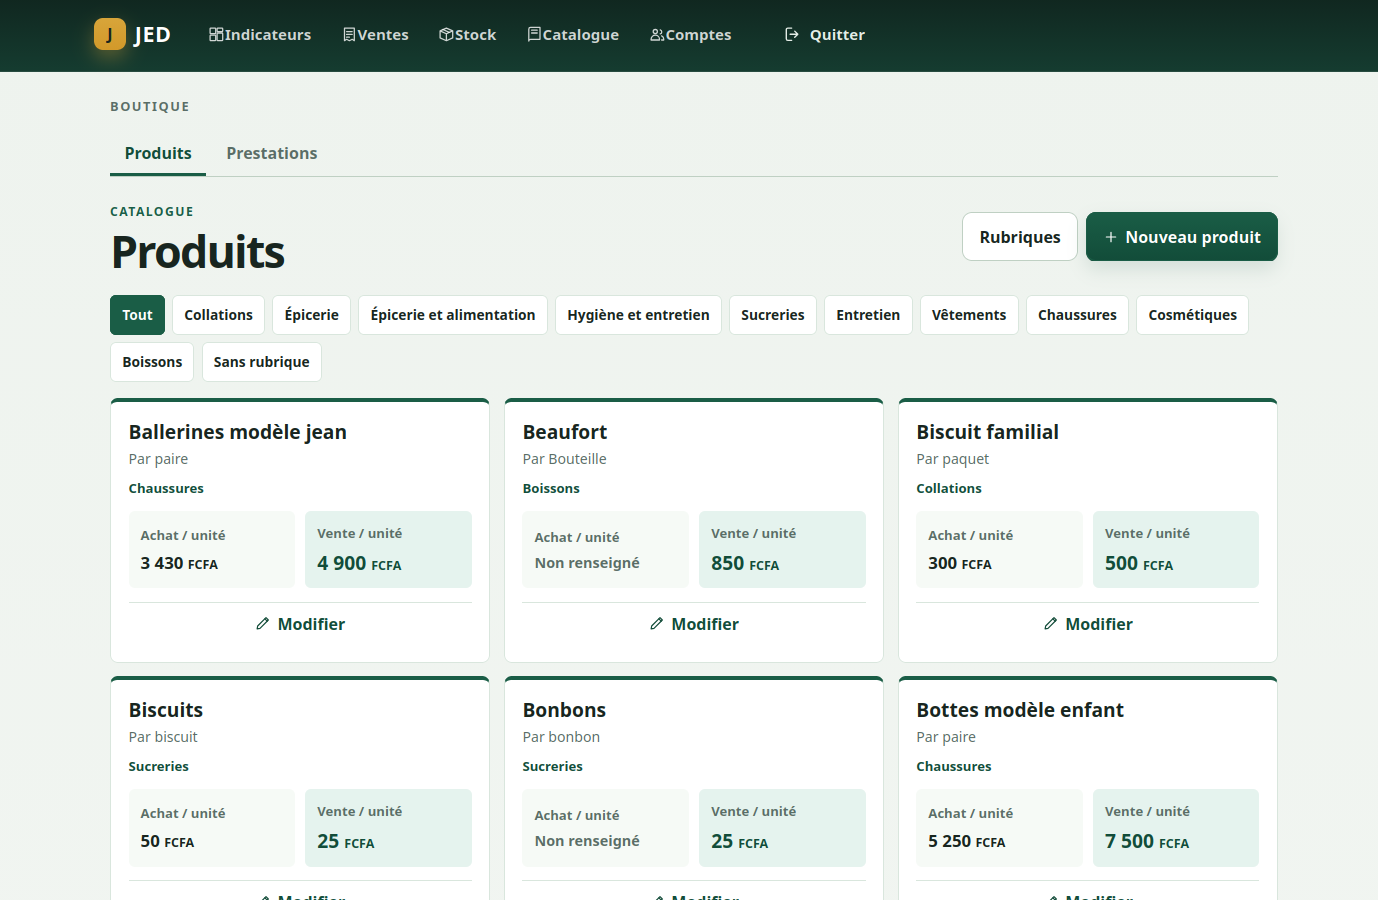 J JED Indicateurs Ventes Stock Catalogue Comptes Quitter
BOUTIQUE
Produits Prestations
CATALOGUE
Produits
Rubriques + Nouveau produit
Tout Collations Épicerie Épicerie et alimentation Hygiène et entretien Sucreries Entretien Vêtements Chaussures Cosmétiques
Boissons Sans rubrique
Ballerines modèle jean
Par paire
Chaussures
Achat / unité
3 430 FCFA
Vente / unité
4 900 FCFA
Modifier
Beaufort
Par Bouteille
Boissons
Achat / unité
Non renseigné
Vente / unité
850 FCFA
Modifier
Biscuit familial
Par paquet
Collations
Achat / unité
300 FCFA
Vente / unité
500 FCFA
Modifier
Biscuits
Par biscuit
Sucreries
Achat / unité
50 FCFA
Vente / unité
25 FCFA
Modifier
Bonbons
Par bonbon
Sucreries
Achat / unité
Non renseigné
Vente / unité
25 FCFA
Modifier
Bottes modèle enfant
Par paire
Chaussures
Achat / unité
5 250 FCFA
Vente / unité
7 500 FCFA
Modifier